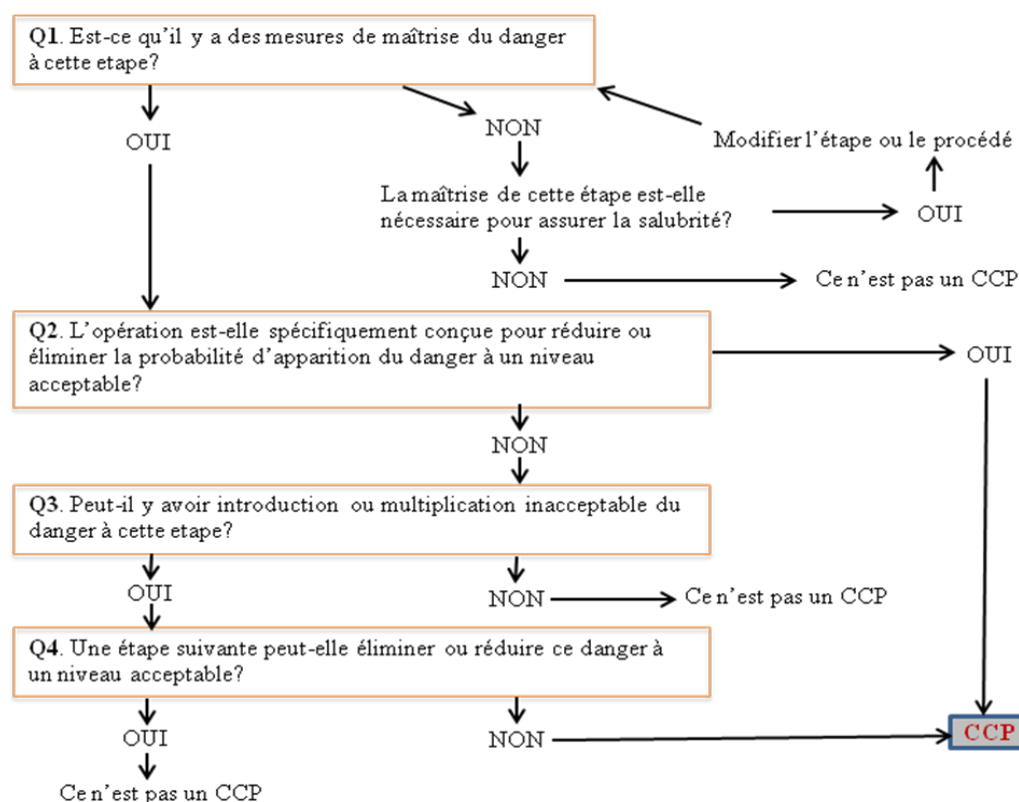 Q1. Est-ce qu'il y a des mesures de maîtrise du danger
à cette etape?
OUI
NON
Modifier l'étape ou le procédé
La maîtrise de cette étape est-elle
nécessaire pour assurer la salubrité?
OUI
NON
Ce n'est pas un CCP
Q2. L'opération est-elle spécifiquement conçue pour réduire ou
éliminer la probabilité d'apparition du danger à un niveau
acceptable?
OUI
NON
Q3. Peut-il y avoir introduction ou multiplication inacceptable du
danger à cette etape?
OUI
NON
Ce n'est pas un CCP
Q4. Une étape suivante peut-elle éliminer ou réduire ce danger à
un niveau acceptable?
OUI
NON
CCP
Ce n'est pas un CCP